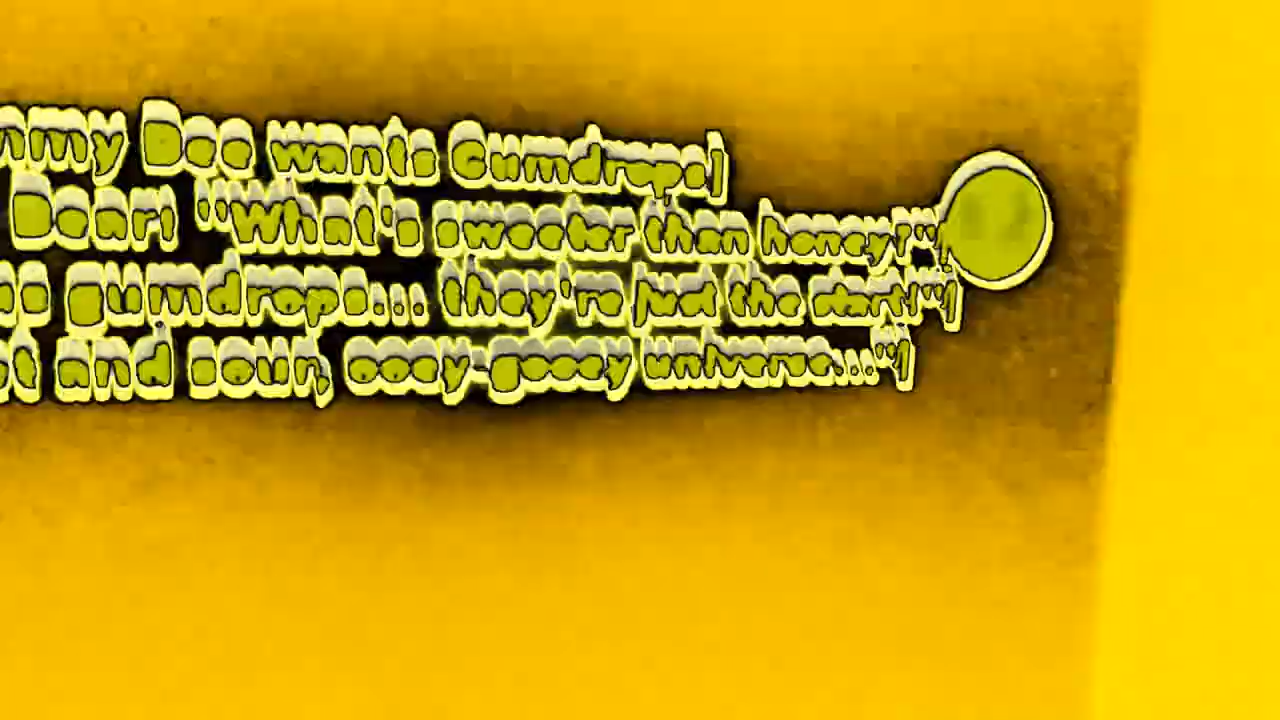 mmy Bee wants Gumdrops]
Bear: "What's sweeter than honey?"]
gumdrops... they're just the start!"]
and sour, ooey-gooey universe..."]